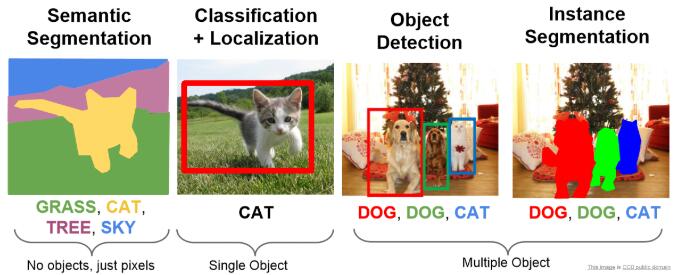 Semantic
Segmentation
Classification
+ Localization
Object
Detection
Instance
Segmentation
GRASS, CAT,
TREE, SKY
CAT
DOG, DOG, CAT
DOG, DOG, CAT
No objects, just pixels
Single Object
Multiple Object
This image is CC0 public domain